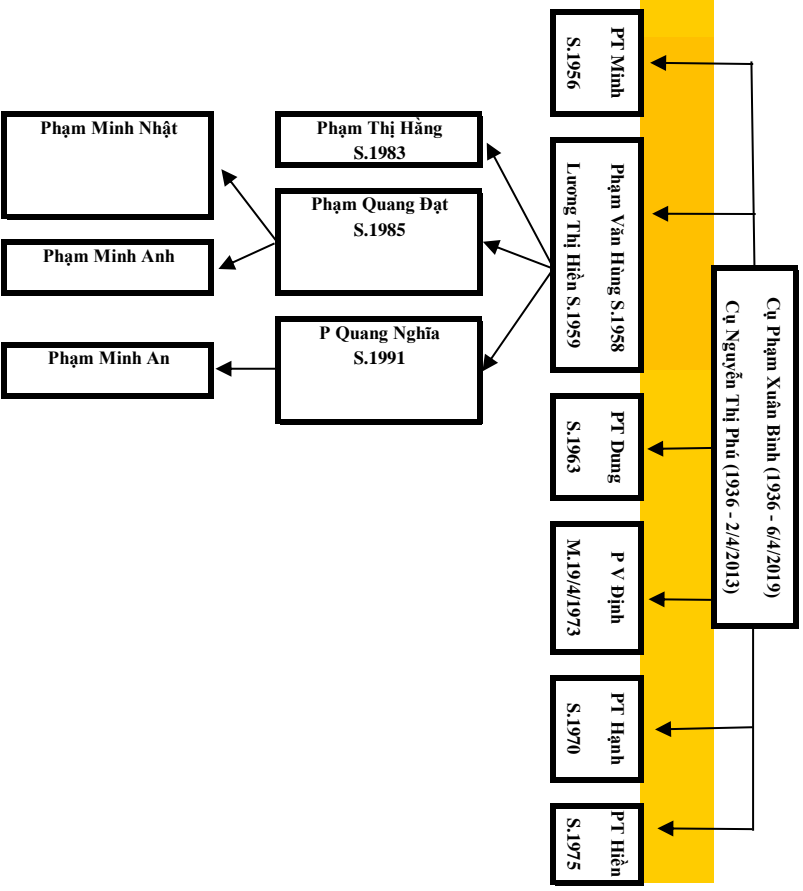 Cụ Phạm Xuân Bình (1936 - 6/4/2019)
Cụ Nguyễn Thị Phú (1936 - 2/4/2013)
PT Minh
S.1956
Phạm Văn Hùng S.1958
Lương Thị Hiền S.1959
PT Dung
S.1963
P V Định
M.19/4/1973
PT Hạnh
S.1970
PT Hiền
S.1975
Phạm Thị Hằng
S.1983
Phạm Quang Đạt
S.1985
P Quang Nghĩa
S.1991
Phạm Minh Nhật
Phạm Minh Anh
Phạm Minh An